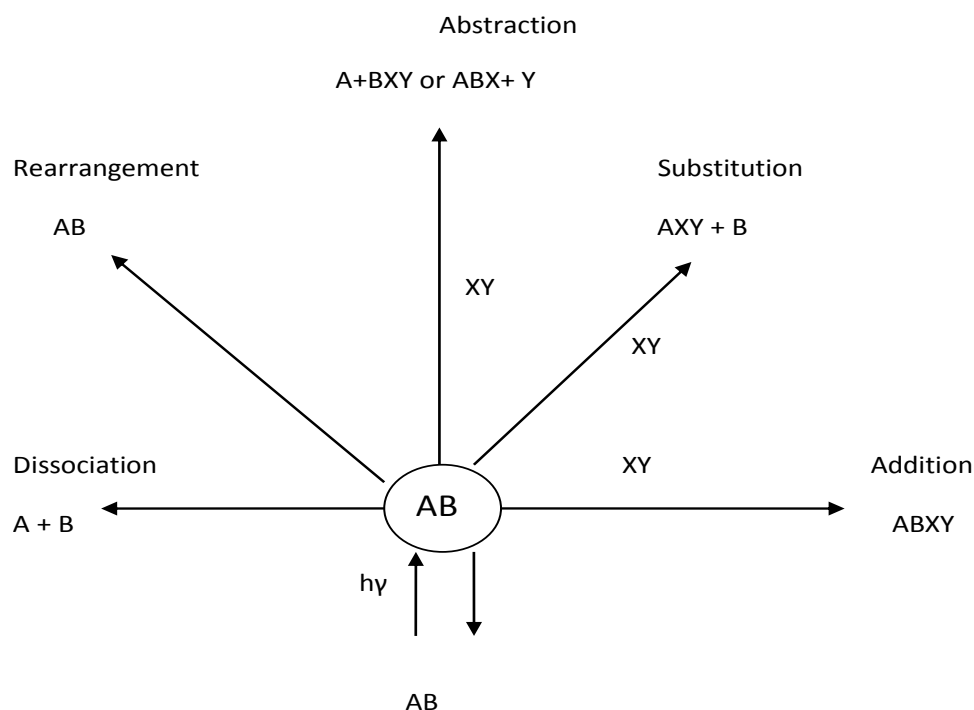 Abstraction
A+BXY or ABX+ Y
Rearrangement
Substitution
AB
AXY + B
XY
XY
Dissociation
XY
Addition
A + B
AB
ABXY
hγ
AB